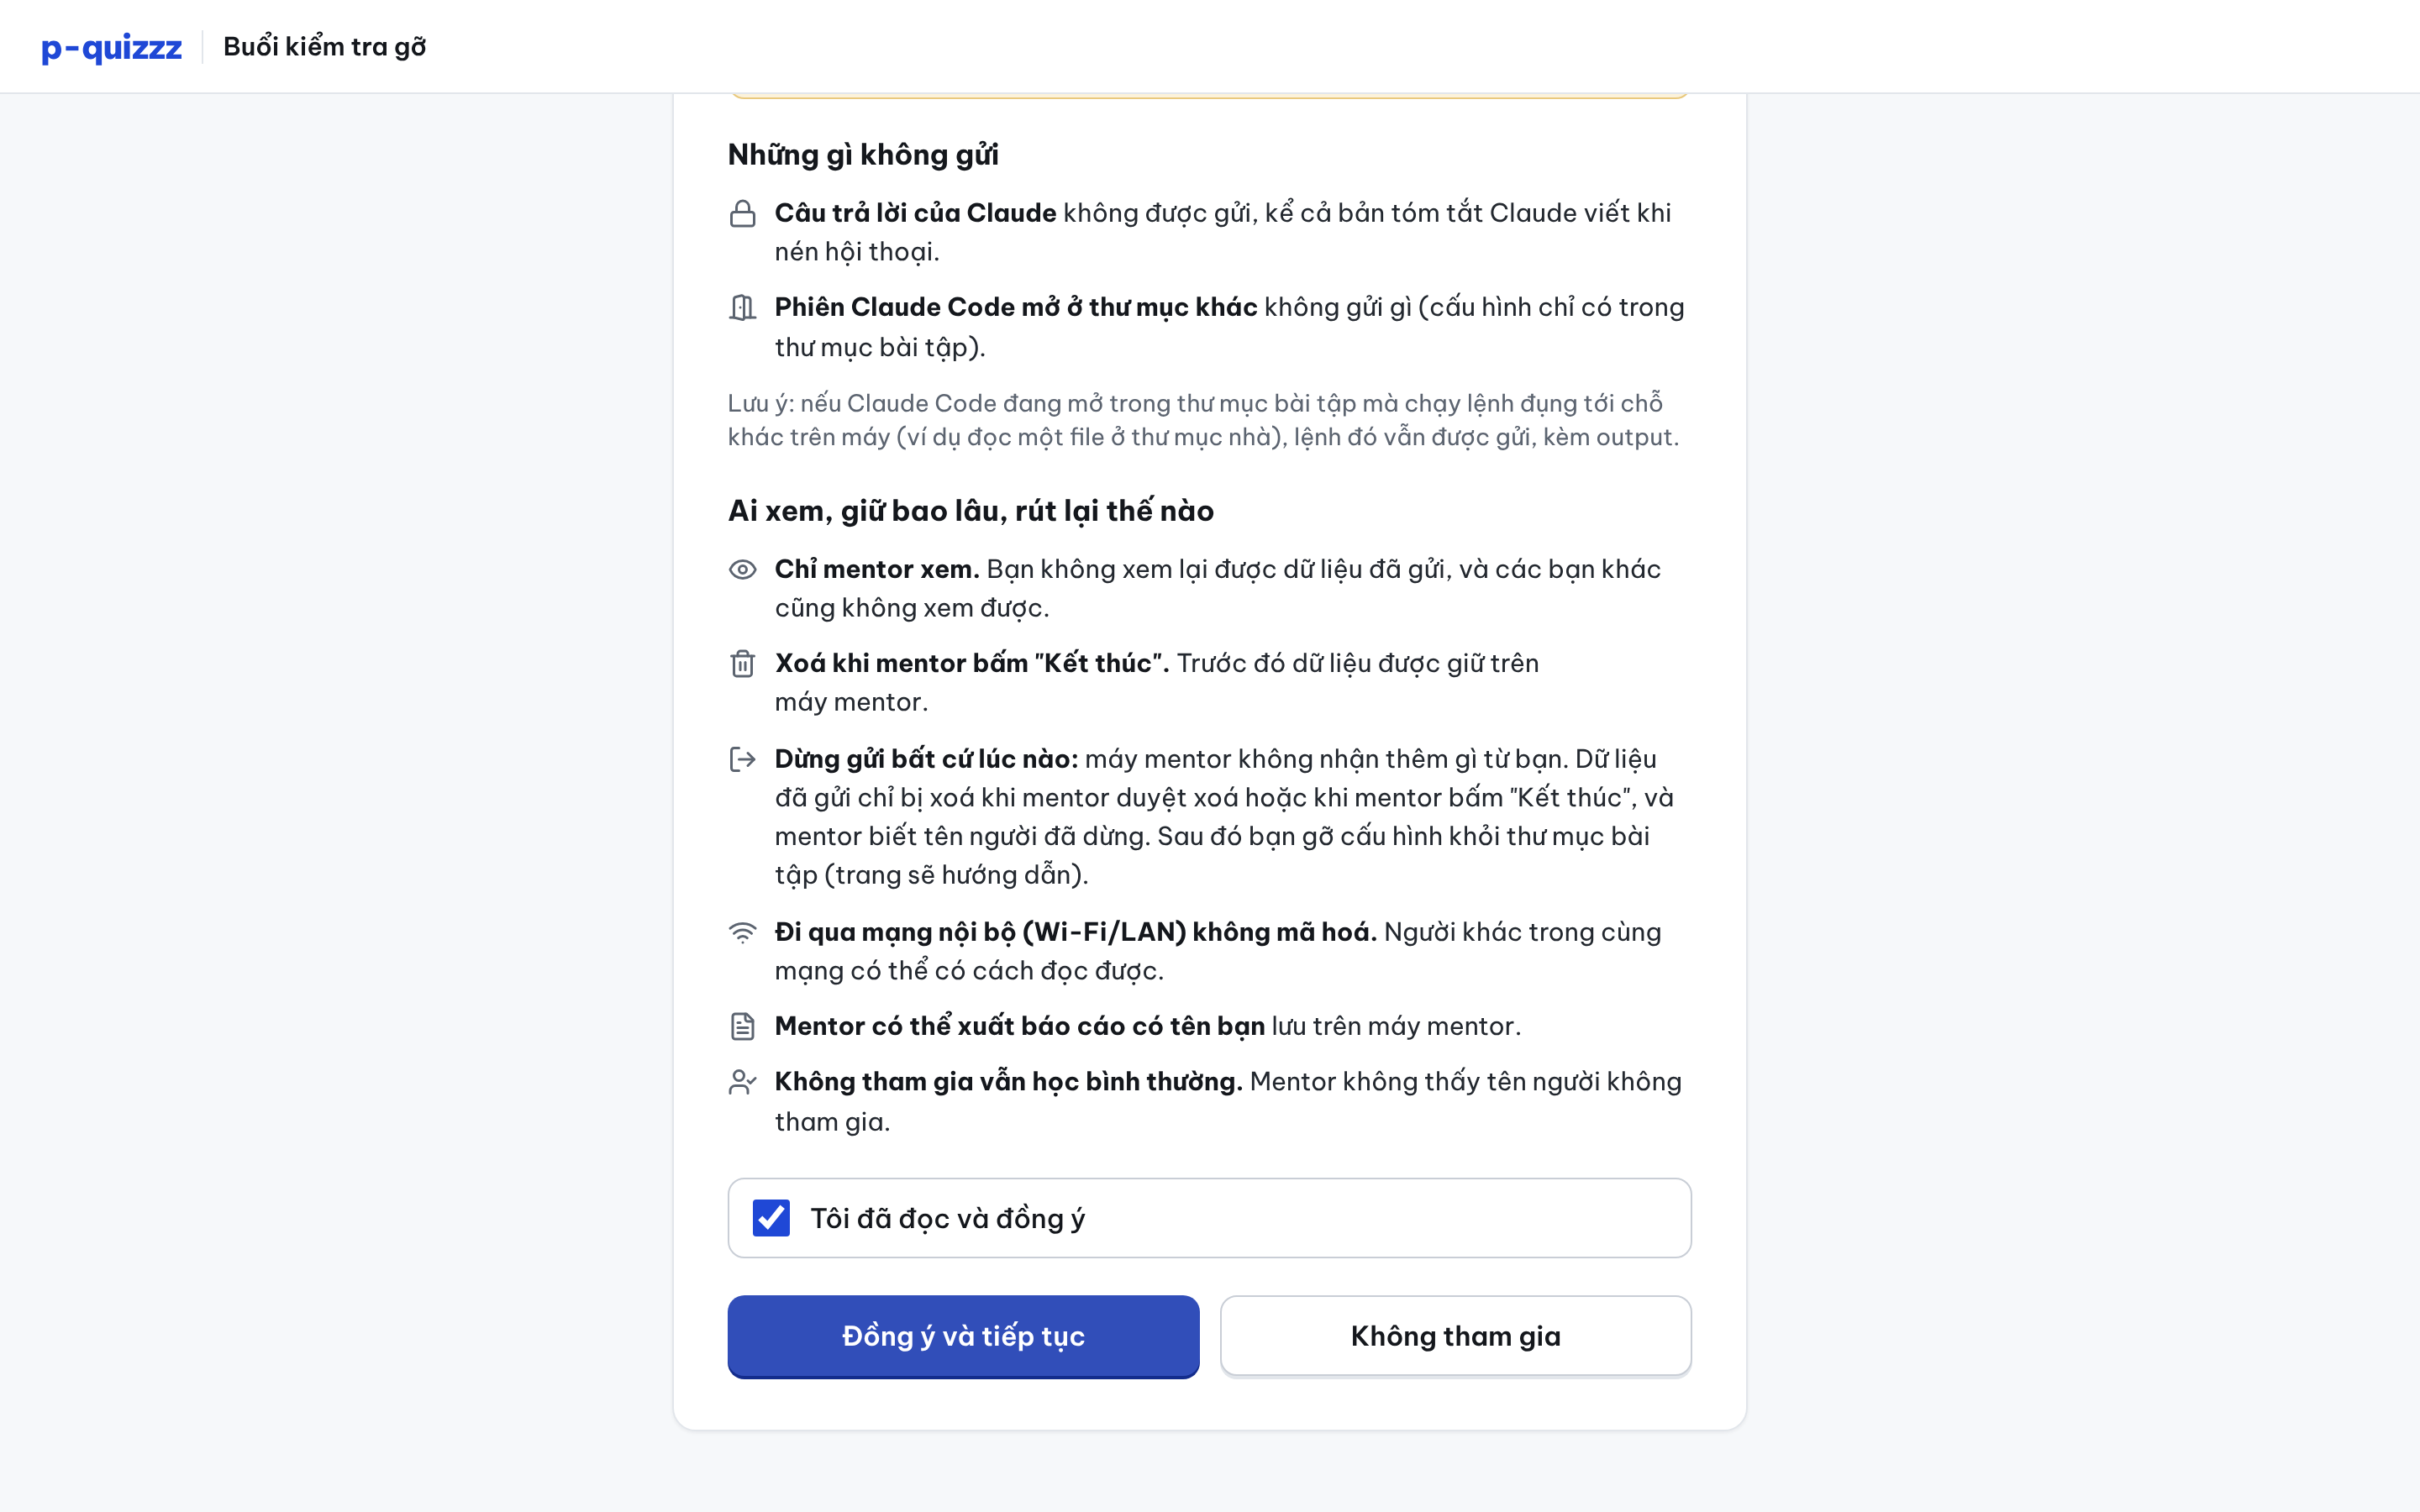 p-quizzz
Buổi kiểm tra gỡ
Những gì không gửi
Câu trả lời của Claude không được gửi, kể cả bản tóm tắt Claude viết khi
nén hội thoại.
Phiên Claude Code mở ở thư mục khác không gửi gì (cấu hình chỉ có trong
thư mục bài tập).
Lưu ý: nếu Claude Code đang mở trong thư mục bài tập mà chạy lệnh đụng tới chỗ
khác trên máy (ví dụ đọc một file ở thư mục nhà), lệnh đó vẫn được gửi, kèm output.
Ai xem, giữ bao lâu, rút lại thế nào
Chỉ mentor xem. Bạn không xem lại được dữ liệu đã gửi, và các bạn khác
cũng không xem được.
Xoá khi mentor bấm "Kết thúc". Trước đó dữ liệu được giữ trên
máy mentor.
Dừng gửi bất cứ lúc nào: máy mentor không nhận thêm gì từ bạn. Dữ liệu
đã gửi chỉ bị xoá khi mentor duyệt xoá hoặc khi mentor bấm "Kết thúc", và
mentor biết tên người đã dừng. Sau đó bạn gỡ cấu hình khỏi thư mục bài
tập (trang sẽ hướng dẫn).
Đi qua mạng nội bộ (Wi-Fi/LAN) không mã hoá. Người khác trong cùng
mạng có thể có cách đọc được.
Mentor có thể xuất báo cáo có tên bạn lưu trên máy mentor.
Không tham gia vẫn học bình thường. Mentor không thấy tên người không
tham gia.
Tôi đã đọc và đồng ý
Đồng ý và tiếp tục
Không tham gia